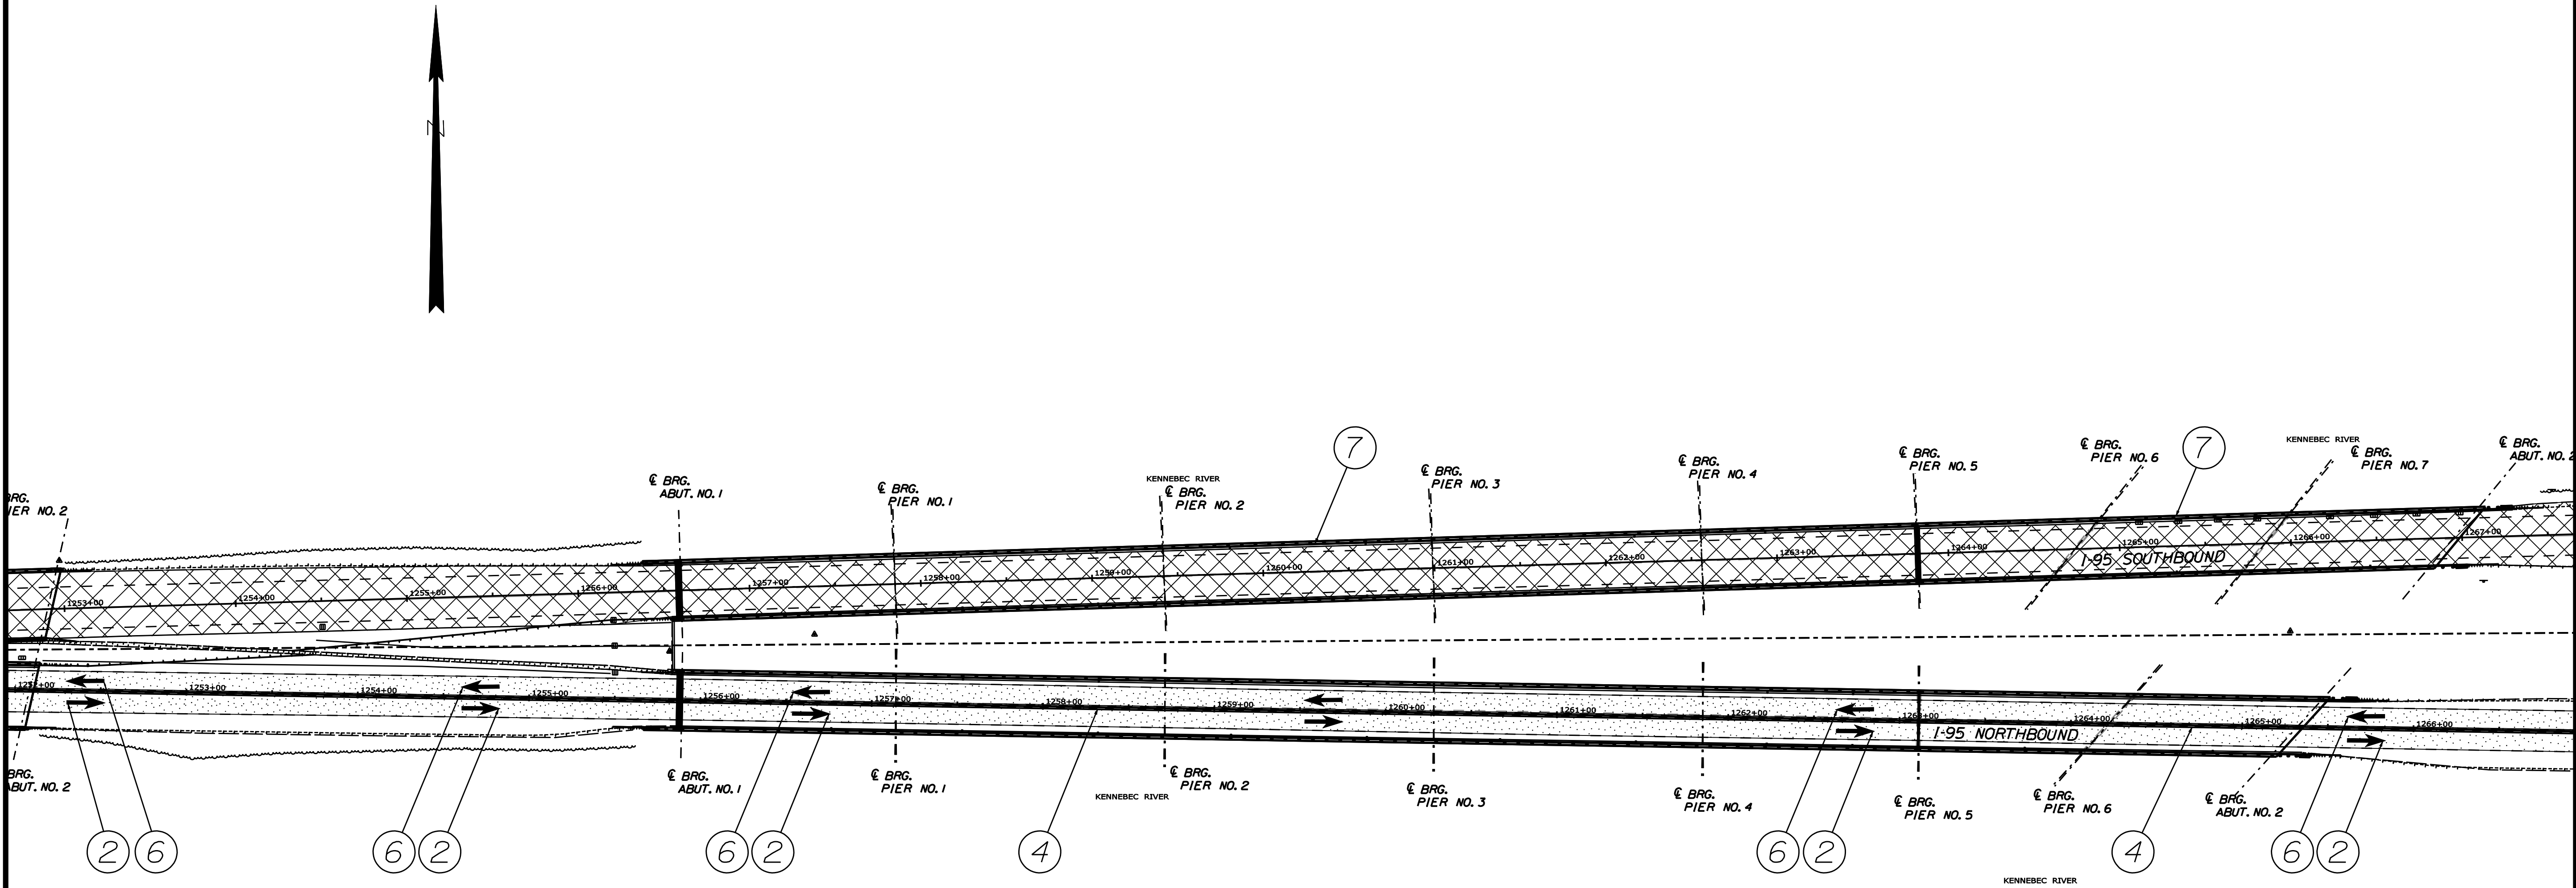 N
7
7
KENNEBEC RIVER
℄ BRG.
ABUT. NO. 2
℄ BRG.
PIER NO. 6
℄ BRG.
PIER NO. 7
℄ BRG.
PIER NO. 5
℄ BRG.
PIER NO. 4
℄ BRG.
PIER NO. 3
KENNEBEC RIVER
℄ BRG.
PIER NO. 2
℄ BRG.
PIER NO. 1
℄ BRG.
ABUT. NO. 1
BRG.
IER NO. 2
1253+00 1254+00 1255+00 1256+00 1257+00 1258+00 1259+00 1260+00 1261+00 1262+00 1263+00 1264+00 1265+00 1266+00 1267+00
I-95 SOUTHBOUND
1252+00 1253+00 1254+00 1255+00 1256+00 1257+00 1258+00 1259+00 1260+00 1261+00 1262+00 1263+00 1264+00 1265+00 1266+00
I-95 NORTHBOUND
BRG.
ABUT. NO. 2
℄ BRG.
ABUT. NO. 1
℄ BRG.
PIER NO. 1
℄ BRG.
PIER NO. 2
KENNEBEC RIVER
℄ BRG.
PIER NO. 3
℄ BRG.
PIER NO. 4
℄ BRG.
PIER NO. 5
℄ BRG.
PIER NO. 6
℄ BRG.
ABUT. NO. 2
2 6 6 2 6 2 4 6 2 4 6 2
KENNEBEC RIVER